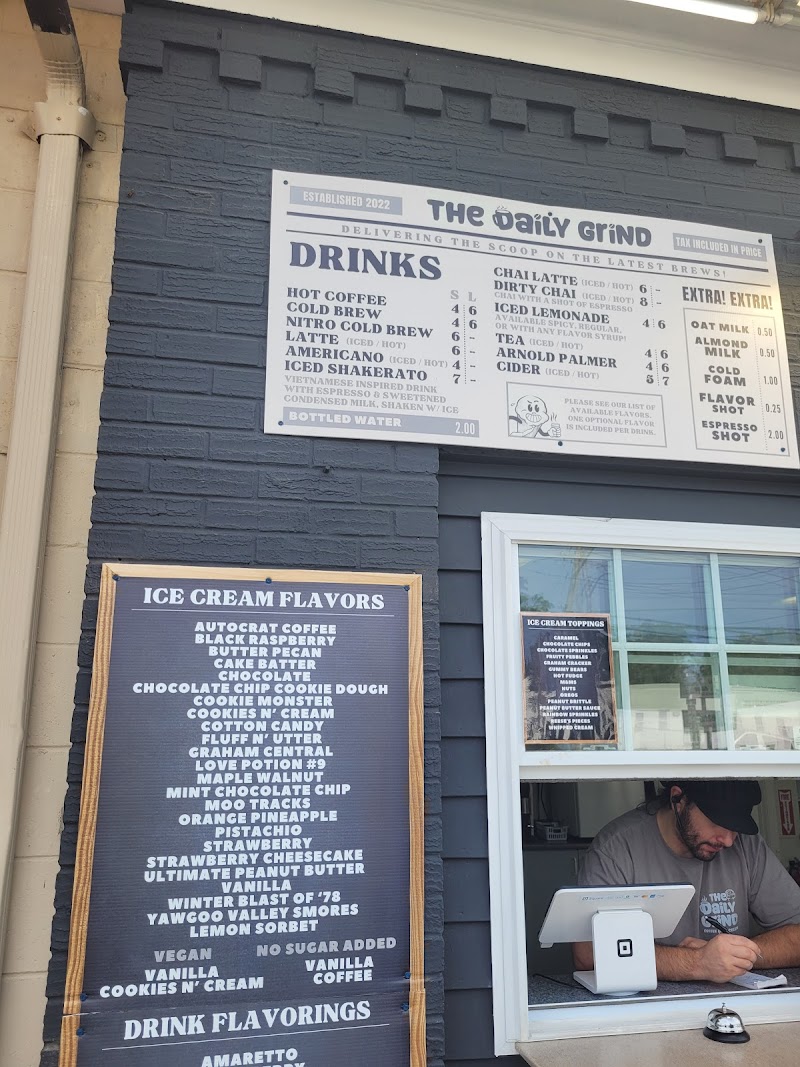 ESTABLISHED 2022
THE DAILY GRIND
TAX INCLUDED IN PRICE
DELIVERING THE SCOOP ON THE LATEST BREWS!
DRINKS
S L
HOT COFFEE 4 6
COLD BREW 4 6
NITRO COLD BREW 6 -
LATTE (ICED / HOT) 6 -
AMERICANO (ICED / HOT) 4 -
ICED SHAKERATO 7 -
VIETNAMESE INSPIRED DRINK
WITH ESPRESSO & SWEETENED
CONDENSED MILK, SHAKEN W/ ICE
BOTTLED WATER 2.00
CHAI LATTE (ICED / HOT) 6 -
DIRTY CHAI (ICED / HOT) 8 -
CHAI WITH A SHOT OF ESPRESSO
ICED LEMONADE 4 6
AVAILABLE SPICY, REGULAR,
OR WITH ANY FLAVOR SYRUP!
TEA (ICED / HOT) 4 6
ARNOLD PALMER 4 6
CIDER (ICED / HOT) 5 7
PLEASE SEE OUR LIST OF
AVAILABLE FLAVORS.
ONE OPTIONAL FLAVOR
IS INCLUDED PER DRINK.
EXTRA! EXTRA!
OAT MILK 0.50
ALMOND
MILK 0.50
COLD
FOAM 1.00
FLAVOR
SHOT 0.25
ESPRESSO
SHOT 2.00
ICE CREAM FLAVORS
AUTOCRAT COFFEE
BLACK RASPBERRY
BUTTER PECAN
CAKE BATTER
CHOCOLATE
CHOCOLATE CHIP COOKIE DOUGH
COOKIE MONSTER
COOKIES N' CREAM
COTTON CANDY
FLUFF N' UTTER
GRAHAM CENTRAL
LOVE POTION #9
MAPLE WALNUT
MINT CHOCOLATE CHIP
MOO TRACKS
ORANGE PINEAPPLE
PISTACHIO
STRAWBERRY
STRAWBERRY CHEESECAKE
ULTIMATE PEANUT BUTTER
VANILLA
WINTER BLAST OF '78
YAWGOO VALLEY SMORES
LEMON SORBET
VEGAN
VANILLA
COOKIES N' CREAM
NO SUGAR ADDED
VANILLA
COFFEE
DRINK FLAVORINGS
AMARETTO
ICE CREAM TOPPINGS
CARAMEL
CHOCOLATE CHIPS
CHOCOLATE SPRINKLES
FRUITY PEBBLES
GRAHAM CRACKER
GUMMY BEARS
HOT FUDGE
M&MS
NUTS
OREOS
PEANUT BRITTLE
PEANUT BUTTER SAUCE
RAINBOW SPRINKLES
REESE'S PIECES
WHIPPED CREAM
THE
DAILY
GRIND